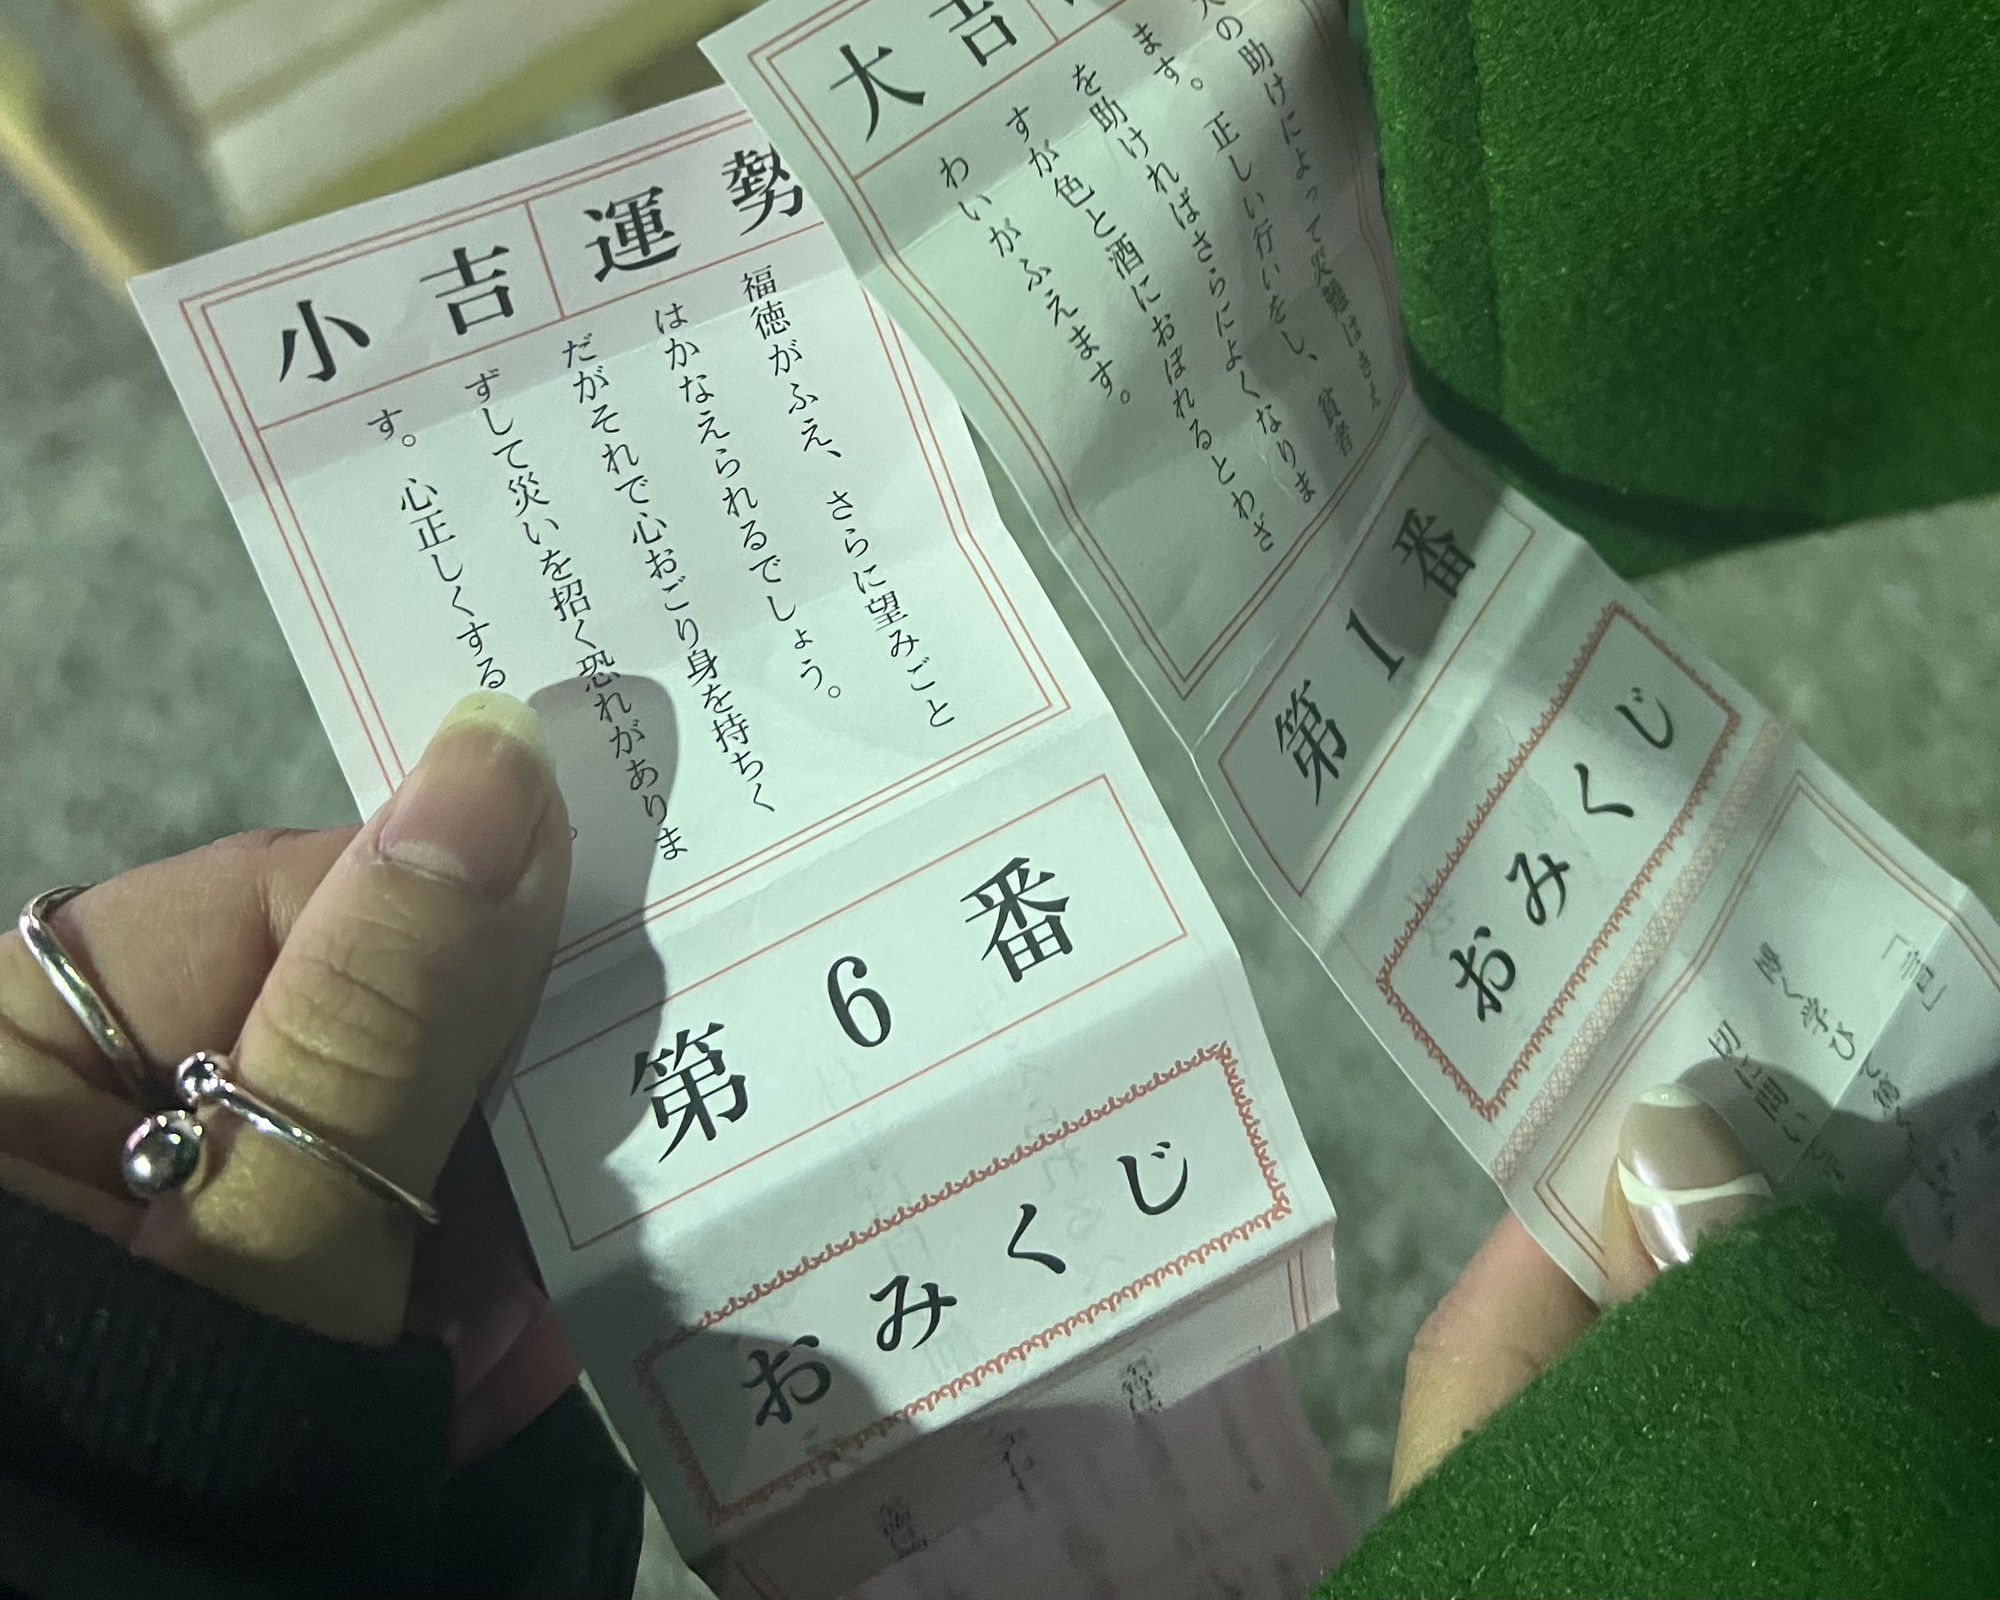 小吉 運勢
福徳がふえ、さらに望みごと
はかなえられるでしょう。
だがそれで心おごり身を持ちく
ずして災いを招く恐れがありま
す。心正しくする
第6番
おみくじ
大吉
の助けによって災難はきえ
ます。正しい行いをし、貧者
を助ければさらによくなりま
すが色と酒におぼれるとわざ
わいがふえます。
第1番
おみくじ